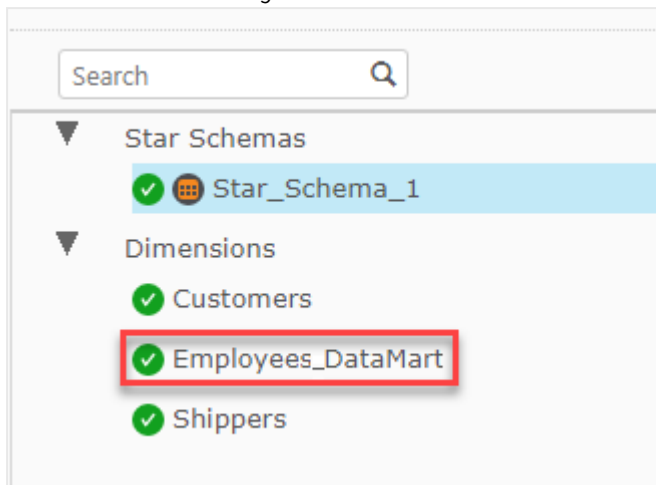 Search
Star Schemas
Star_Schema_1
Dimensions
Customers
Employees_DataMart
Shippers